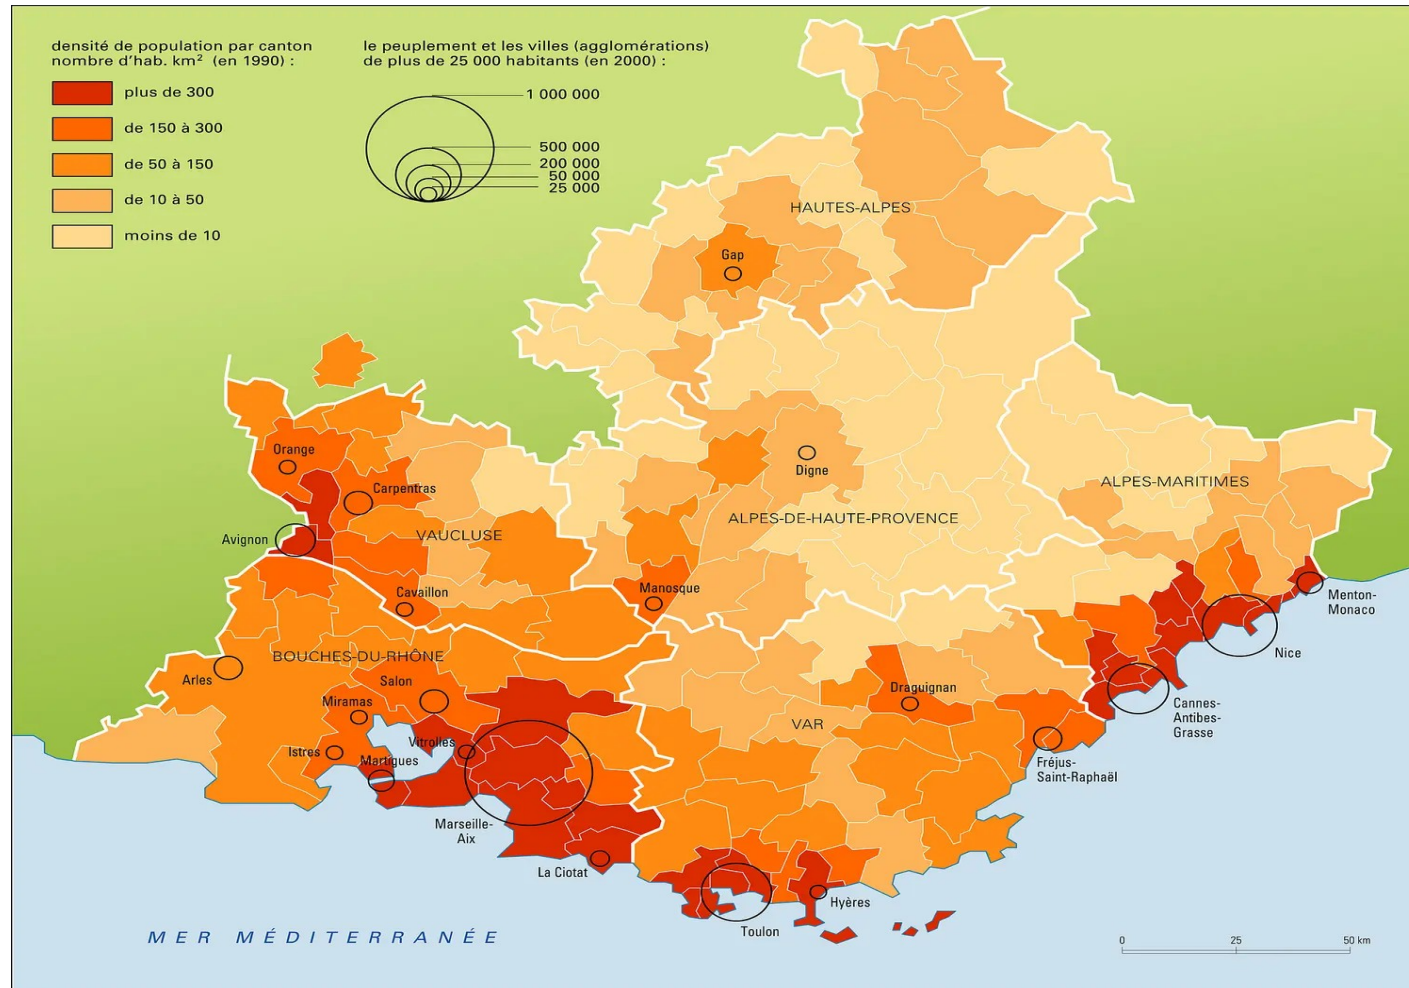 densité de population par canton
nombre d'hab. km² (en 1990) :
plus de 300
de 150 à 300
de 50 à 150
de 10 à 50
moins de 10
le peuplement et les villes (agglomérations)
de plus de 25 000 habitants (en 2000) :
1 000 000
500 000
200 000
50 000
25 000
HAUTES-ALPES
Gap
Orange
Carpentras
Digne
ALPES-MARITIMES
ALPES-DE-HAUTE-PROVENCE
VAUCLUSE
Avignon
Manosque
Cavaillon
Menton-
Monaco
Nice
BOUCHES-DU-RHÔNE
Arles
Salon
Draguignan
Miramas
VAR
Cannes-
Antibes-
Grasse
Vitrolles
Istres
Martigues
Fréjus-
Saint-Raphaël
Marseille-
Aix
La Ciotat
Hyères
Toulon
MER MÉDITERRANÉE
0 25 50 km